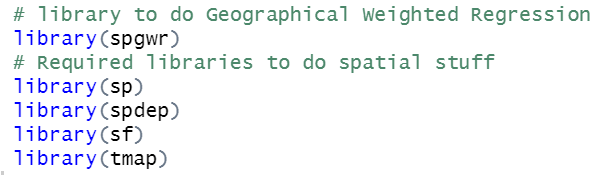 # library to do Geographical Weighted Regression
library(spgwr)
# Required libraries to do spatial stuff
library(sp)
library(spdep)
library(sf)
library(tmap)